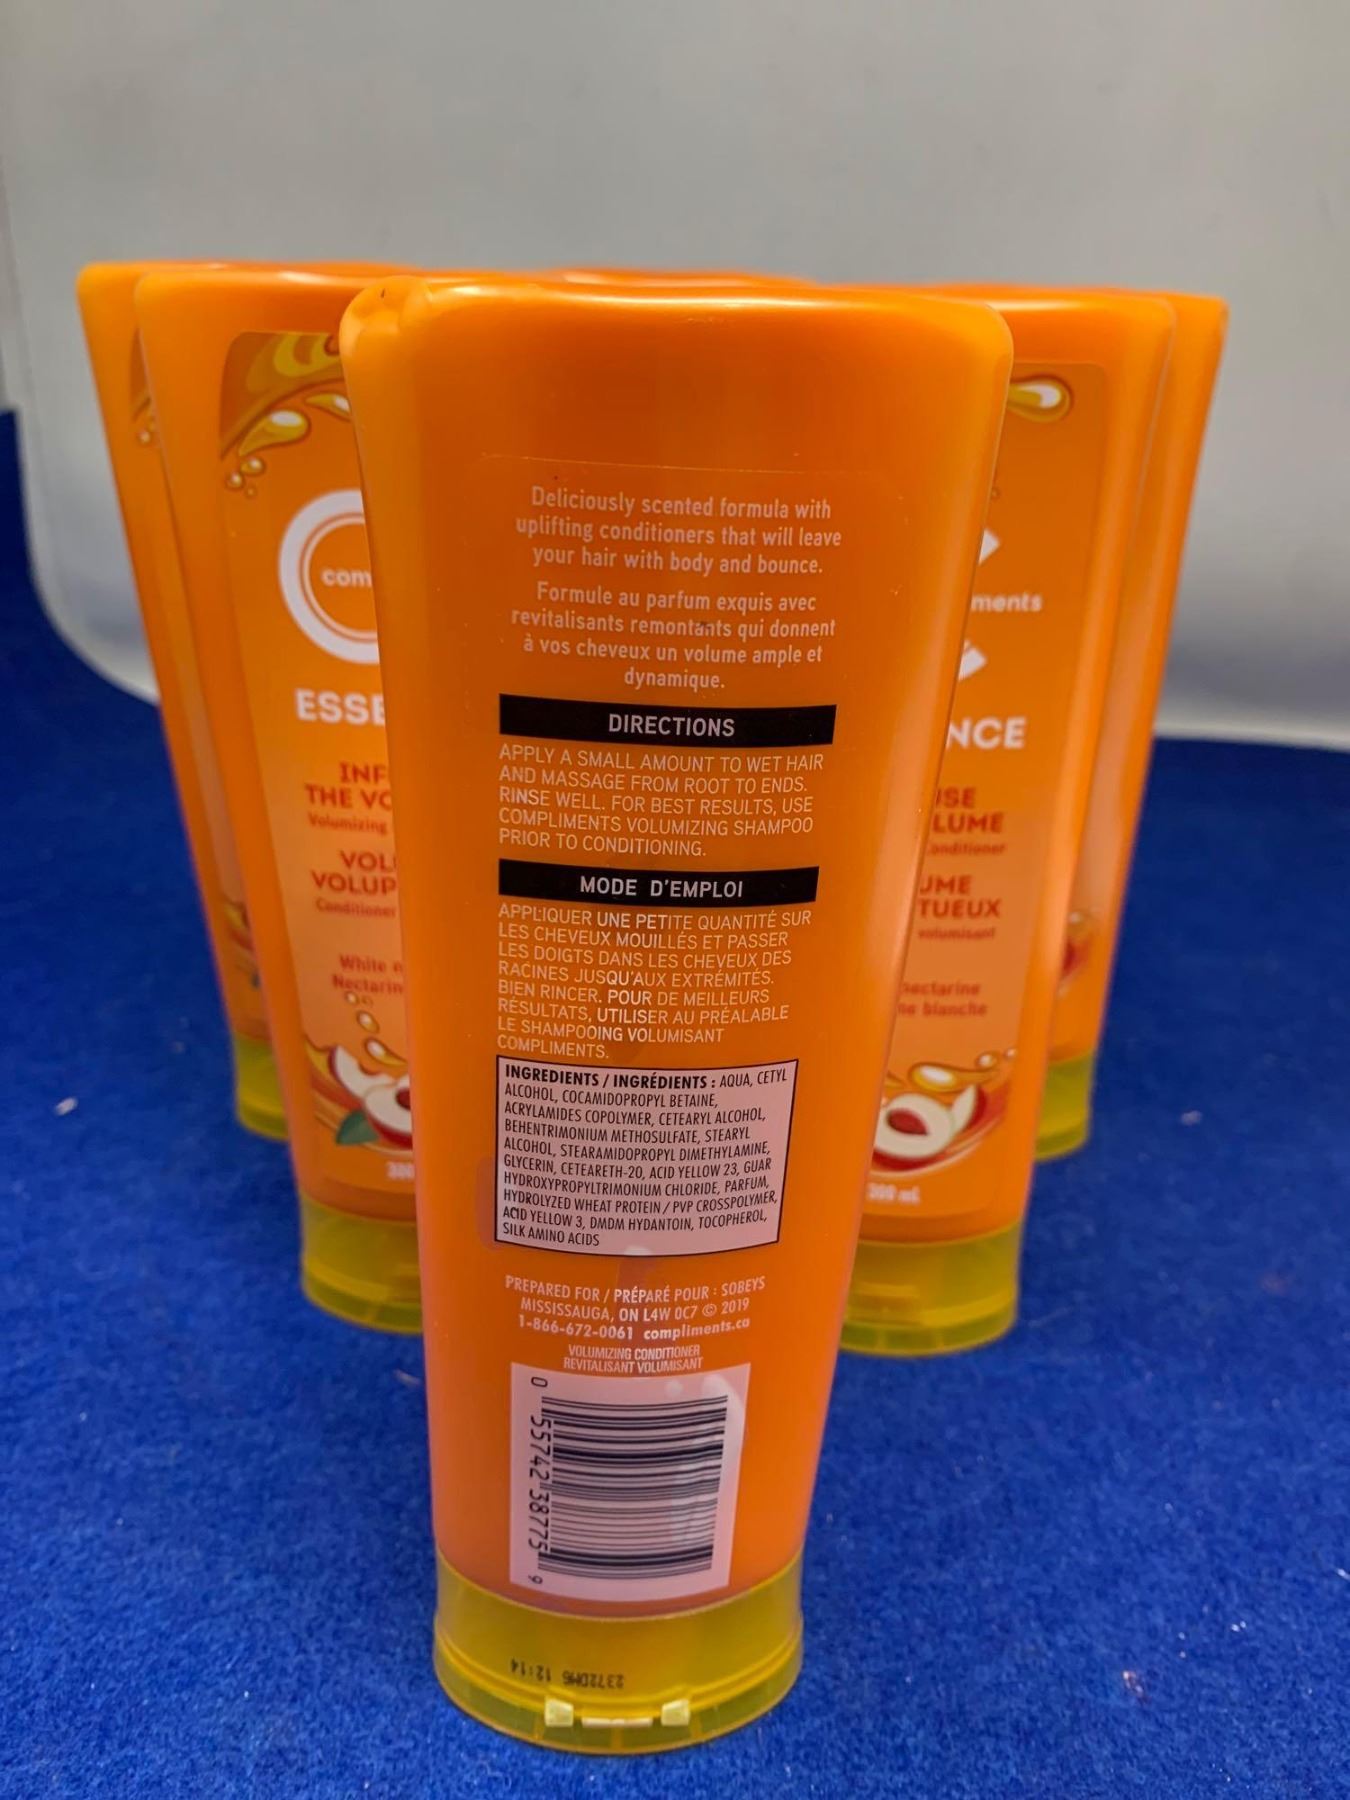 Deliciously scented formula with
uplifting conditioners that will leave
your hair with body and bounce.
Formule au parfum exquis avec
revitalisants remontants qui donnent
à vos cheveux un volume ample et
dynamique.
DIRECTIONS
APPLY A SMALL AMOUNT TO WET HAIR
AND MASSAGE FROM ROOT TO ENDS.
RINSE WELL. FOR BEST RESULTS, USE
COMPLIMENTS VOLUMIZING SHAMPOO
PRIOR TO CONDITIONING.
MODE D'EMPLOI
APPLIQUER UNE PETITE QUANTITÉ SUR
LES CHEVEUX MOUILLÉS ET PASSER
LES DOIGTS DANS LES CHEVEUX DES
RACINES JUSQU'AUX EXTRÉMITÉS.
BIEN RINCER. POUR DE MEILLEURS
RÉSULTATS, UTILISER AU PRÉALABLE
LE SHAMPOOING VOLUMISANT
COMPLIMENTS.
INGREDIENTS / INGRÉDIENTS : AQUA, CETYL
ALCOHOL, COCAMIDOPROPYL BETAINE,
ACRYLAMIDES COPOLYMER, CETEARYL ALCOHOL,
BEHENTRIMONIUM METHOSULFATE, STEARYL
ALCOHOL, STEARAMIDOPROPYL DIMETHYLAMINE,
GLYCERIN, CETEARETH-20, ACID YELLOW 23, GUAR
HYDROXYPROPYLTRIMONIUM CHLORIDE, PARFUM,
HYDROLYZED WHEAT PROTEIN / PVP CROSSPOLYMER,
ACID YELLOW 3, DMDM HYDANTOIN, TOCOPHEROL,
SILK AMINO ACIDS
PREPARED FOR / PRÉPARÉ POUR : SOBEYS
MISSISSAUGA, ON L4W 0C7 © 2019
1-866-672-0061 compliments.ca
VOLUMIZING CONDITIONER
REVITALISANT VOLUMISANT
0 55742 38775 9
2372DM6 12:14
com
ESSE
INF
THE VO
Volumizing
VOL
VOLUP
Conditioner
White n
Nectarin
300
ments
NCE
USE
LUME
Conditioner
UME
TUEUX
volumisant
nectarine
ne blanche
300 ml